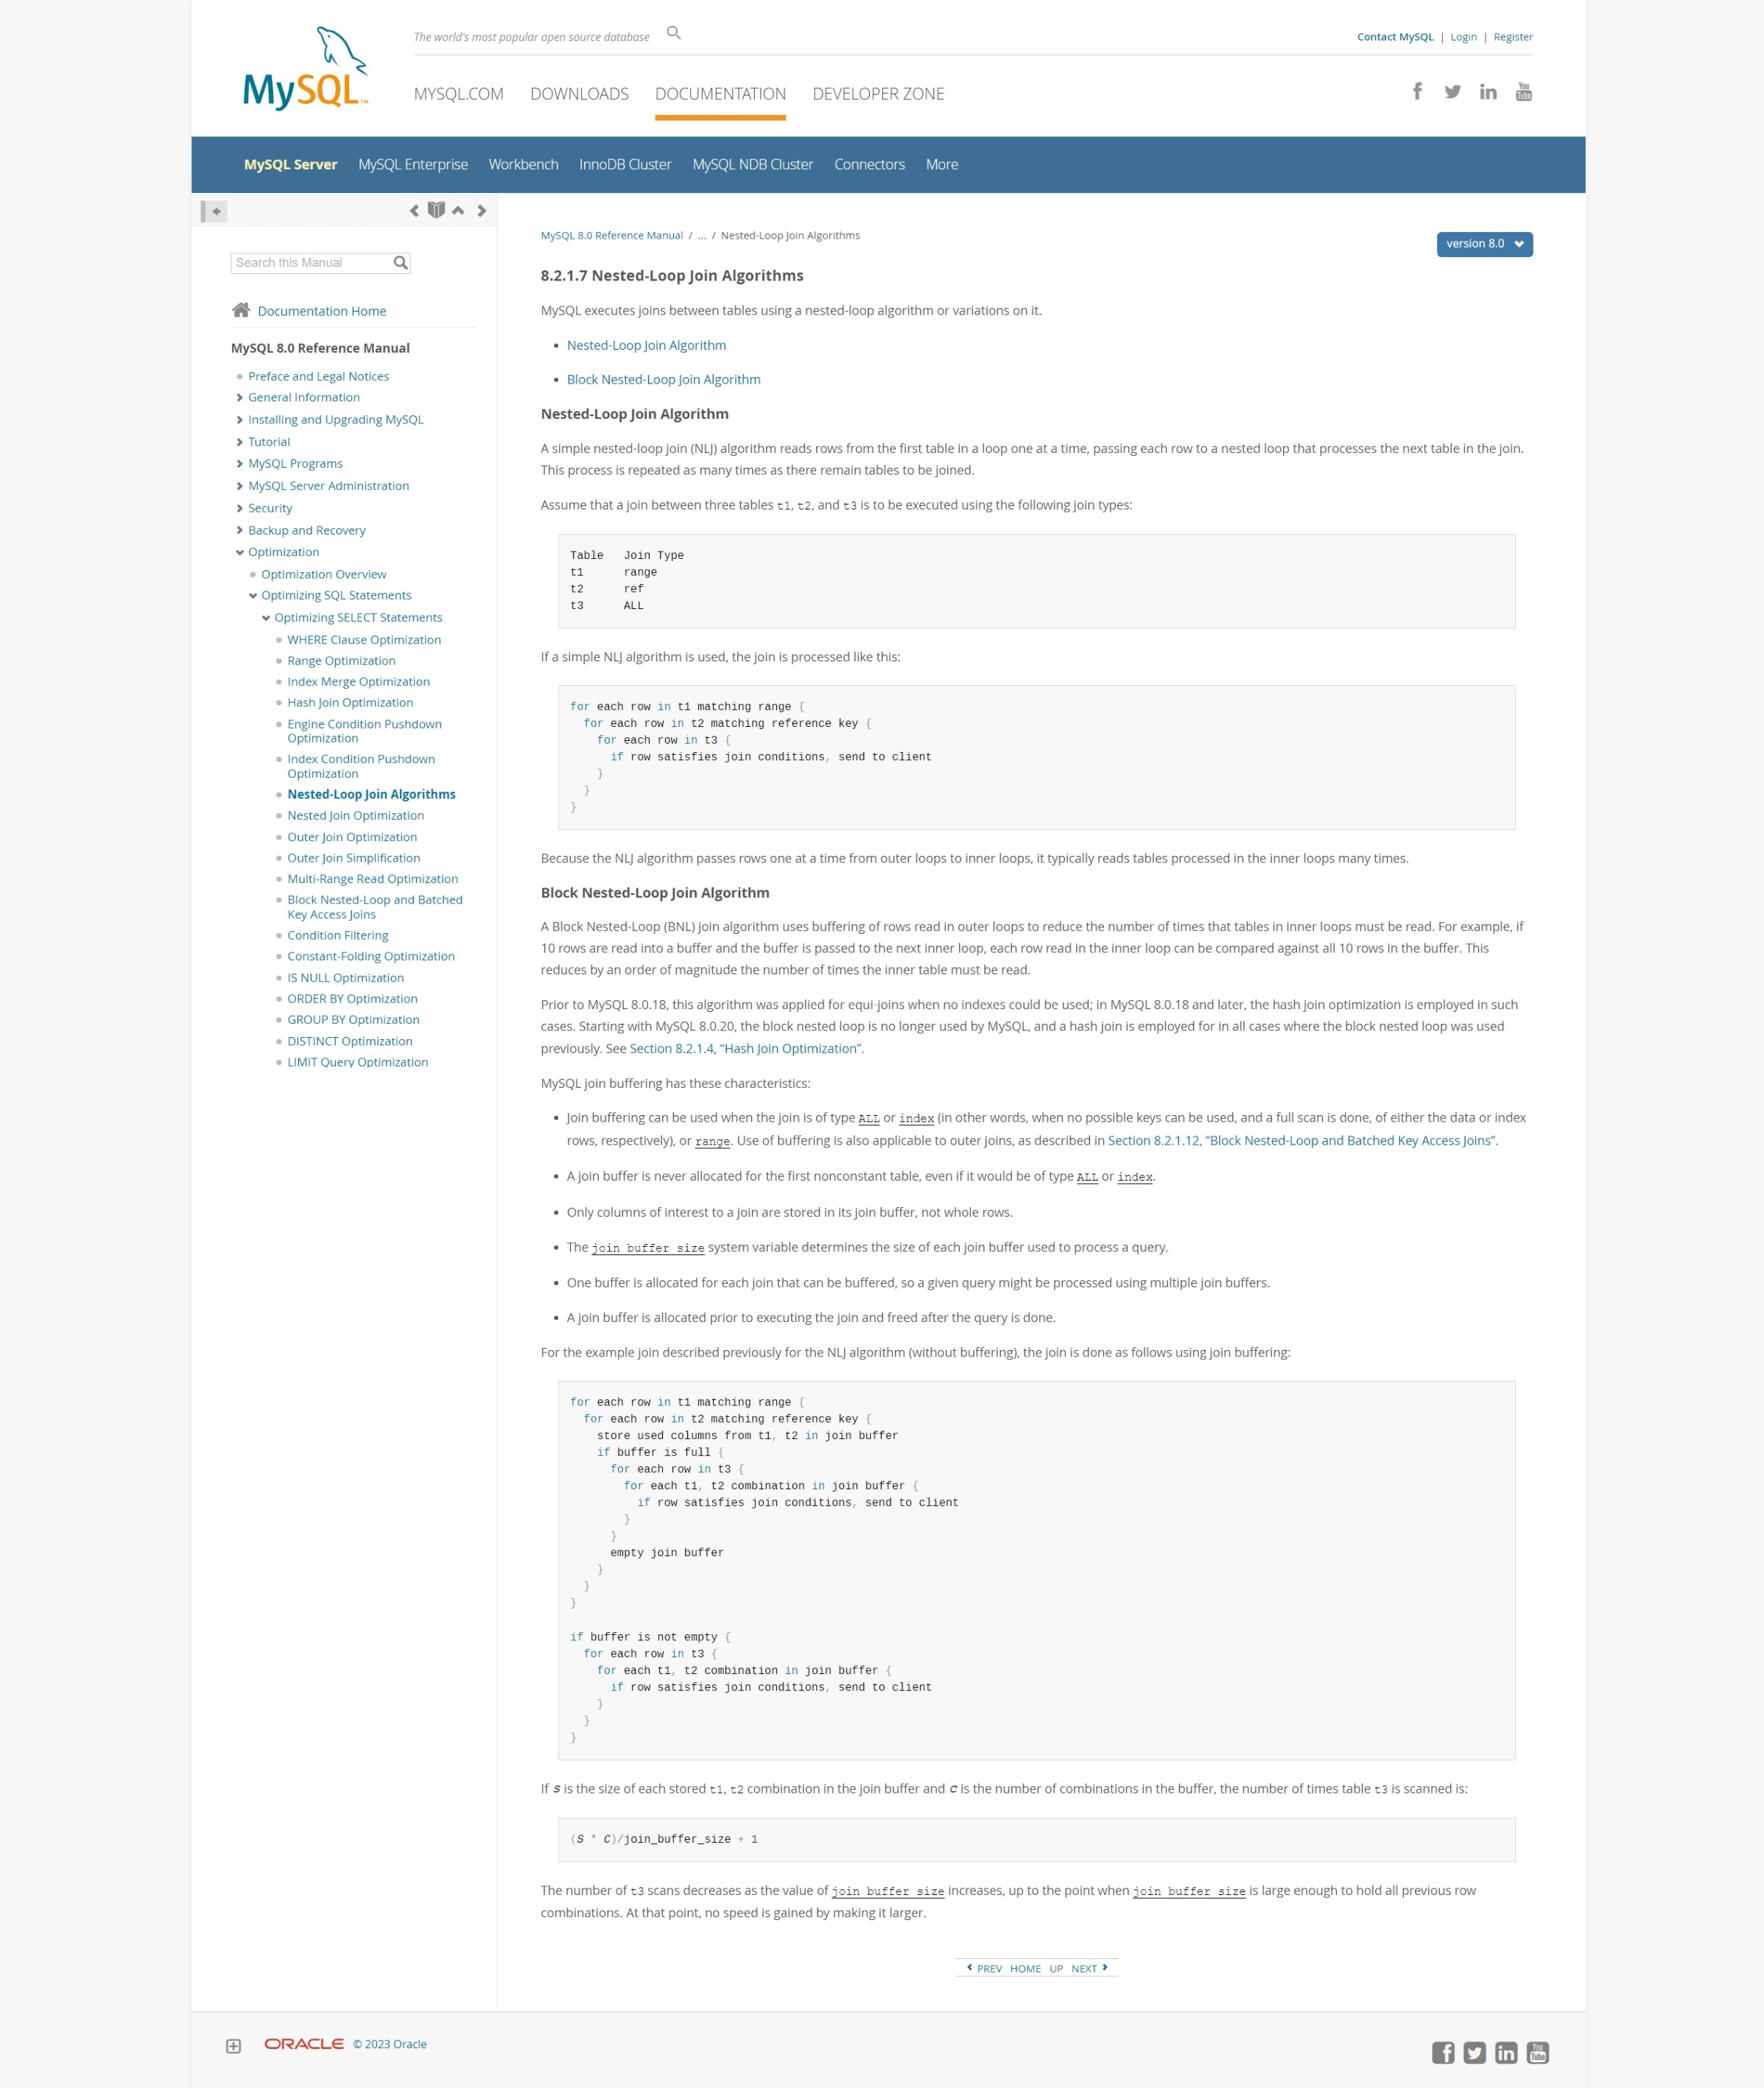 The world's most popular open source database
Contact MySQL | Login | Register
MySQL™
MYSQL.COM DOWNLOADS DOCUMENTATION DEVELOPER ZONE
MySQL Server MySQL Enterprise Workbench InnoDB Cluster MySQL NDB Cluster Connectors More
Search this Manual
Documentation Home
MySQL 8.0 Reference Manual
Preface and Legal Notices
General Information
Installing and Upgrading MySQL
Tutorial
MySQL Programs
MySQL Server Administration
Security
Backup and Recovery
Optimization
Optimization Overview
Optimizing SQL Statements
Optimizing SELECT Statements
WHERE Clause Optimization
Range Optimization
Index Merge Optimization
Hash Join Optimization
Engine Condition Pushdown
Optimization
Index Condition Pushdown
Optimization
Nested-Loop Join Algorithms
Nested Join Optimization
Outer Join Optimization
Outer Join Simplification
Multi-Range Read Optimization
Block Nested-Loop and Batched
Key Access Joins
Condition Filtering
Constant-Folding Optimization
IS NULL Optimization
ORDER BY Optimization
GROUP BY Optimization
DISTINCT Optimization
LIMIT Query Optimization
MySQL 8.0 Reference Manual / ... / Nested-Loop Join Algorithms
version 8.0
8.2.1.7 Nested-Loop Join Algorithms
MySQL executes joins between tables using a nested-loop algorithm or variations on it.
• Nested-Loop Join Algorithm
• Block Nested-Loop Join Algorithm
Nested-Loop Join Algorithm
A simple nested-loop join (NLJ) algorithm reads rows from the first table in a loop one at a time, passing each row to a nested loop that processes the next table in the join.
This process is repeated as many times as there remain tables to be joined.
Assume that a join between three tables t1, t2, and t3 is to be executed using the following join types:
Table   Join Type
t1      range
t2      ref
t3      ALL
If a simple NLJ algorithm is used, the join is processed like this:
for each row in t1 matching range {
  for each row in t2 matching reference key {
    for each row in t3 {
      if row satisfies join conditions, send to client
    }
  }
}
Because the NLJ algorithm passes rows one at a time from outer loops to inner loops, it typically reads tables processed in the inner loops many times.
Block Nested-Loop Join Algorithm
A Block Nested-Loop (BNL) join algorithm uses buffering of rows read in outer loops to reduce the number of times that tables in inner loops must be read. For example, if
10 rows are read into a buffer and the buffer is passed to the next inner loop, each row read in the inner loop can be compared against all 10 rows in the buffer. This
reduces by an order of magnitude the number of times the inner table must be read.
Prior to MySQL 8.0.18, this algorithm was applied for equi-joins when no indexes could be used; in MySQL 8.0.18 and later, the hash join optimization is employed in such
cases. Starting with MySQL 8.0.20, the block nested loop is no longer used by MySQL, and a hash join is employed for in all cases where the block nested loop was used
previously. See Section 8.2.1.4, “Hash Join Optimization”.
MySQL join buffering has these characteristics:
• Join buffering can be used when the join is of type ALL or index (in other words, when no possible keys can be used, and a full scan is done, of either the data or index
rows, respectively), or range. Use of buffering is also applicable to outer joins, as described in Section 8.2.1.12, “Block Nested-Loop and Batched Key Access Joins”.
• A join buffer is never allocated for the first nonconstant table, even if it would be of type ALL or index.
• Only columns of interest to a join are stored in its join buffer, not whole rows.
• The join_buffer_size system variable determines the size of each join buffer used to process a query.
• One buffer is allocated for each join that can be buffered, so a given query might be processed using multiple join buffers.
• A join buffer is allocated prior to executing the join and freed after the query is done.
For the example join described previously for the NLJ algorithm (without buffering), the join is done as follows using join buffering:
for each row in t1 matching range {
  for each row in t2 matching reference key {
    store used columns from t1, t2 in join buffer
    if buffer is full {
      for each row in t3 {
        for each t1, t2 combination in join buffer {
          if row satisfies join conditions, send to client
        }
      }
      empty join buffer
    }
  }
}
if buffer is not empty {
  for each row in t3 {
    for each t1, t2 combination in join buffer {
      if row satisfies join conditions, send to client
    }
  }
}
If S is the size of each stored t1, t2 combination in the join buffer and C is the number of combinations in the buffer, the number of times table t3 is scanned is:
(S * C)/join_buffer_size + 1
The number of t3 scans decreases as the value of join_buffer_size increases, up to the point when join_buffer_size is large enough to hold all previous row
combinations. At that point, no speed is gained by making it larger.
PREV HOME UP NEXT
ORACLE © 2023 Oracle